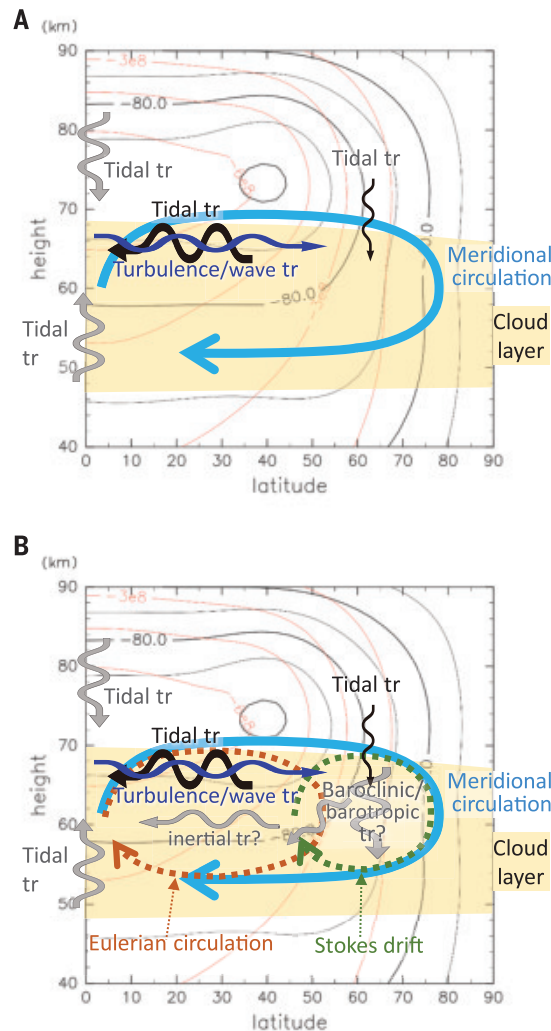 A
(km)
90
−3e8
−80.0
80
Tidal tr
Tidal tr
70
Tidal tr
height
Turbulence/wave tr
Meridional
circulation
60
−80.0
Cloud
layer
Tidal
tr
50
40
0 10 20 30 40 50 60 70 80 90
latitude
B
(km)
90
−3e8
−80.0
80
Tidal tr
Tidal tr
70
Tidal tr
height
Turbulence/wave tr
Baroclinic/
barotropic
tr?
Meridional
circulation
60
inertial tr?
Cloud
layer
Tidal
tr
50
Eulerian circulation
Stokes drift
40
0 10 20 30 40 50 60 70 80 90
latitude